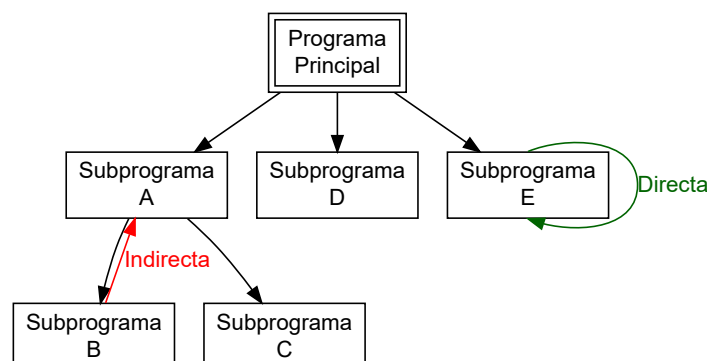 Programa
Principal
Subprograma
A
Subprograma
D
Subprograma
E
Directa
Indirecta
Subprograma
B
Subprograma
C